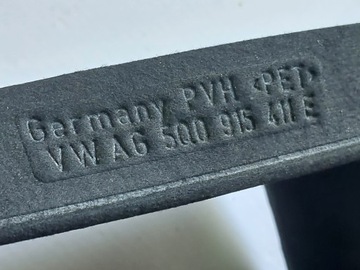 Germany PVH >PET<
VW AG 5Q0 915 411 E